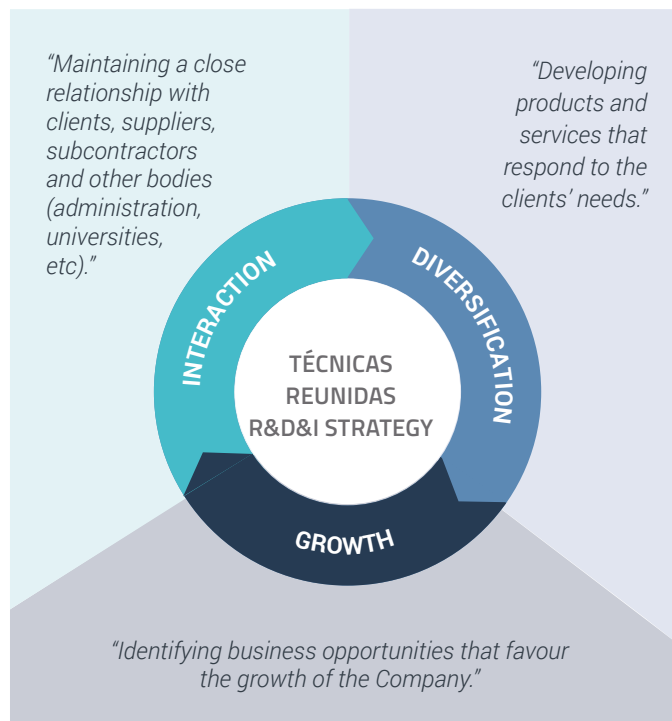 “Maintaining a close
relationship with
clients, suppliers,
subcontractors
and other bodies
(administration,
universities,
etc).”
“Developing
products and
services that
respond to the
clients’ needs.”
INTERACTION
DIVERSIFICATION
TÉCNICAS
REUNIDAS
R&D&I STRATEGY
GROWTH
“Identifying business opportunities that favour
the growth of the Company.”